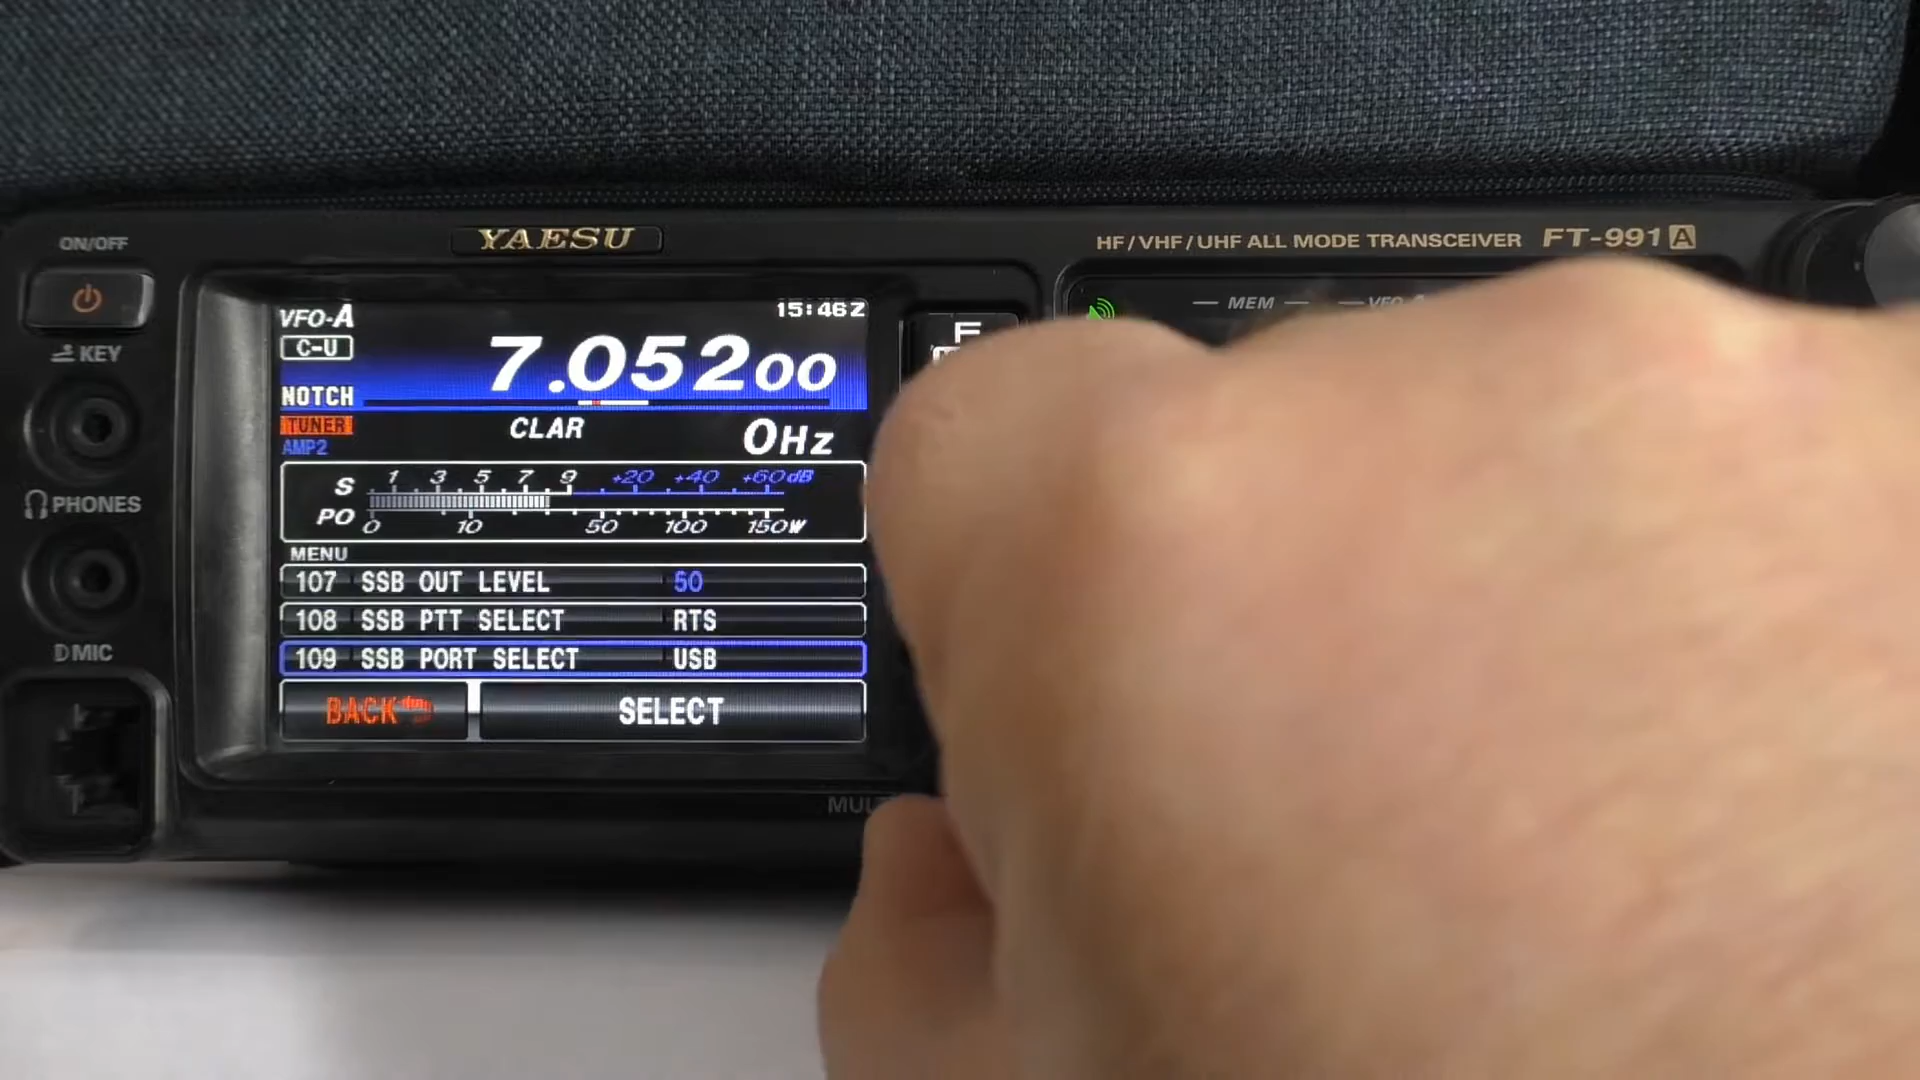 ON/OFF
YAESU
HF/VHF/UHF ALL MODE TRANSCEIVER FT-991A
KEY
PHONES
D MIC
VFO-A
15:46Z
C-U
7.05200
NOTCH
TUNER
CLAR
0Hz
AMP2
S 1 3 5 7 9 +20 +40 +60dB
PO 0 10 50 100 150W
MENU
107 SSB OUT LEVEL 50
108 SSB PTT SELECT RTS
109 SSB PORT SELECT USB
BACK
SELECT
F
MEM